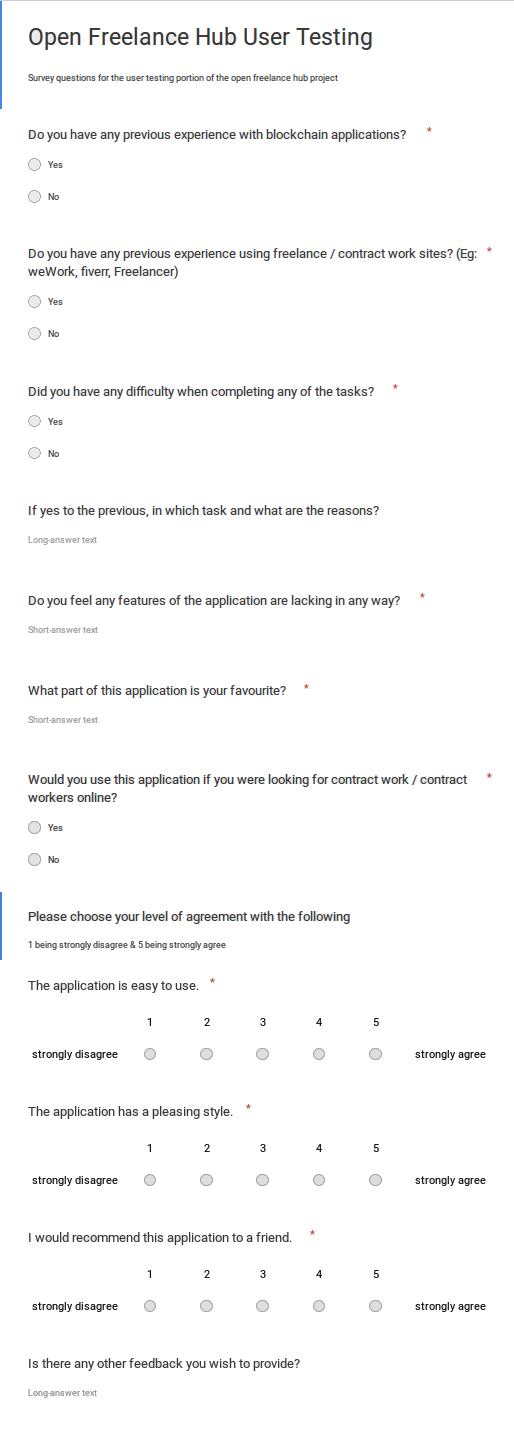 Open Freelance Hub User Testing
Survey questions for the user testing portion of the open freelance hub project
Do you have any previous experience with blockchain applications? *
Yes
No
Do you have any previous experience using freelance / contract work sites? (Eg: *
weWork, fiverr, Freelancer)
Yes
No
Did you have any difficulty when completing any of the tasks? *
Yes
No
If yes to the previous, in which task and what are the reasons?
Long-answer text
Do you feel any features of the application are lacking in any way? *
Short-answer text
What part of this application is your favourite? *
Short-answer text
Would you use this application if you were looking for contract work / contract *
workers online?
Yes
No
Please choose your level of agreement with the following
1 being strongly disagree & 5 being strongly agree
The application is easy to use. *
1 2 3 4 5
strongly disagree strongly agree
The application has a pleasing style. *
1 2 3 4 5
strongly disagree strongly agree
I would recommend this application to a friend. *
1 2 3 4 5
strongly disagree strongly agree
Is there any other feedback you wish to provide?
Long-answer text